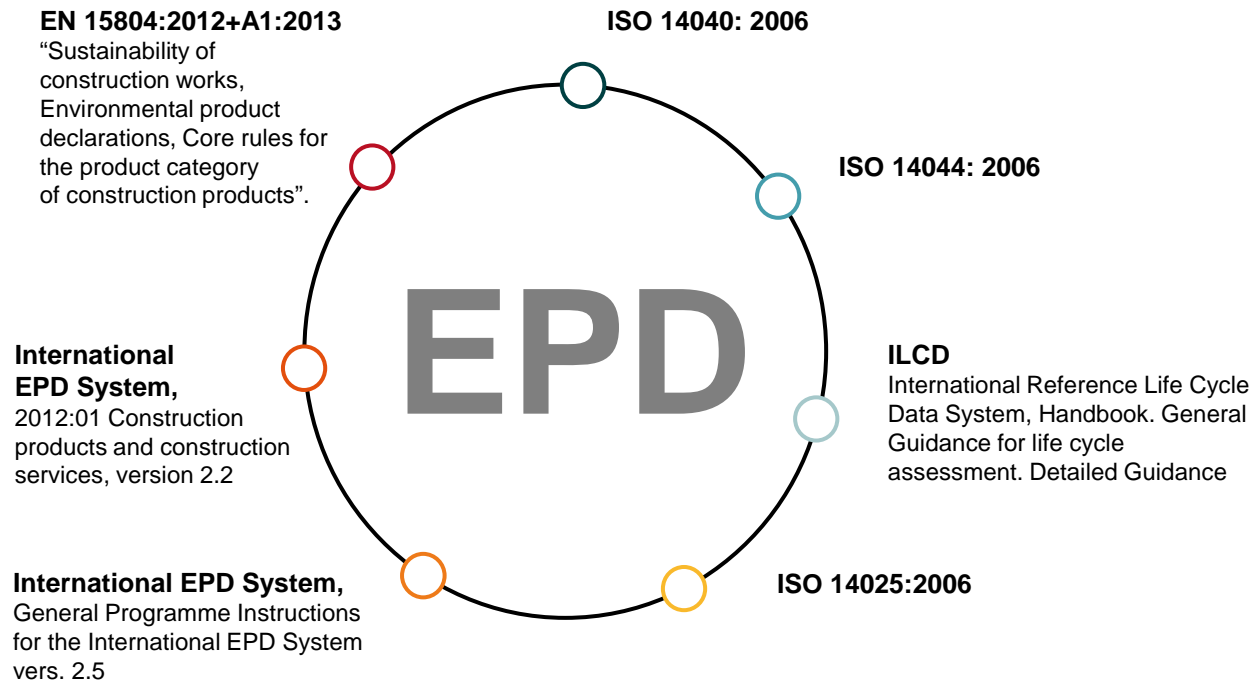 EN 15804:2012+A1:2013
“Sustainability of
construction works,
Environmental product
declarations, Core rules for
the product category
of construction products”.
ISO 14040: 2006
ISO 14044: 2006
EPD
International
EPD System,
2012:01 Construction
products and construction
services, version 2.2
ILCD
International Reference Life Cycle
Data System, Handbook. General
Guidance for life cycle
assessment. Detailed Guidance
International EPD System,
General Programme Instructions
for the International EPD System
vers. 2.5
ISO 14025:2006